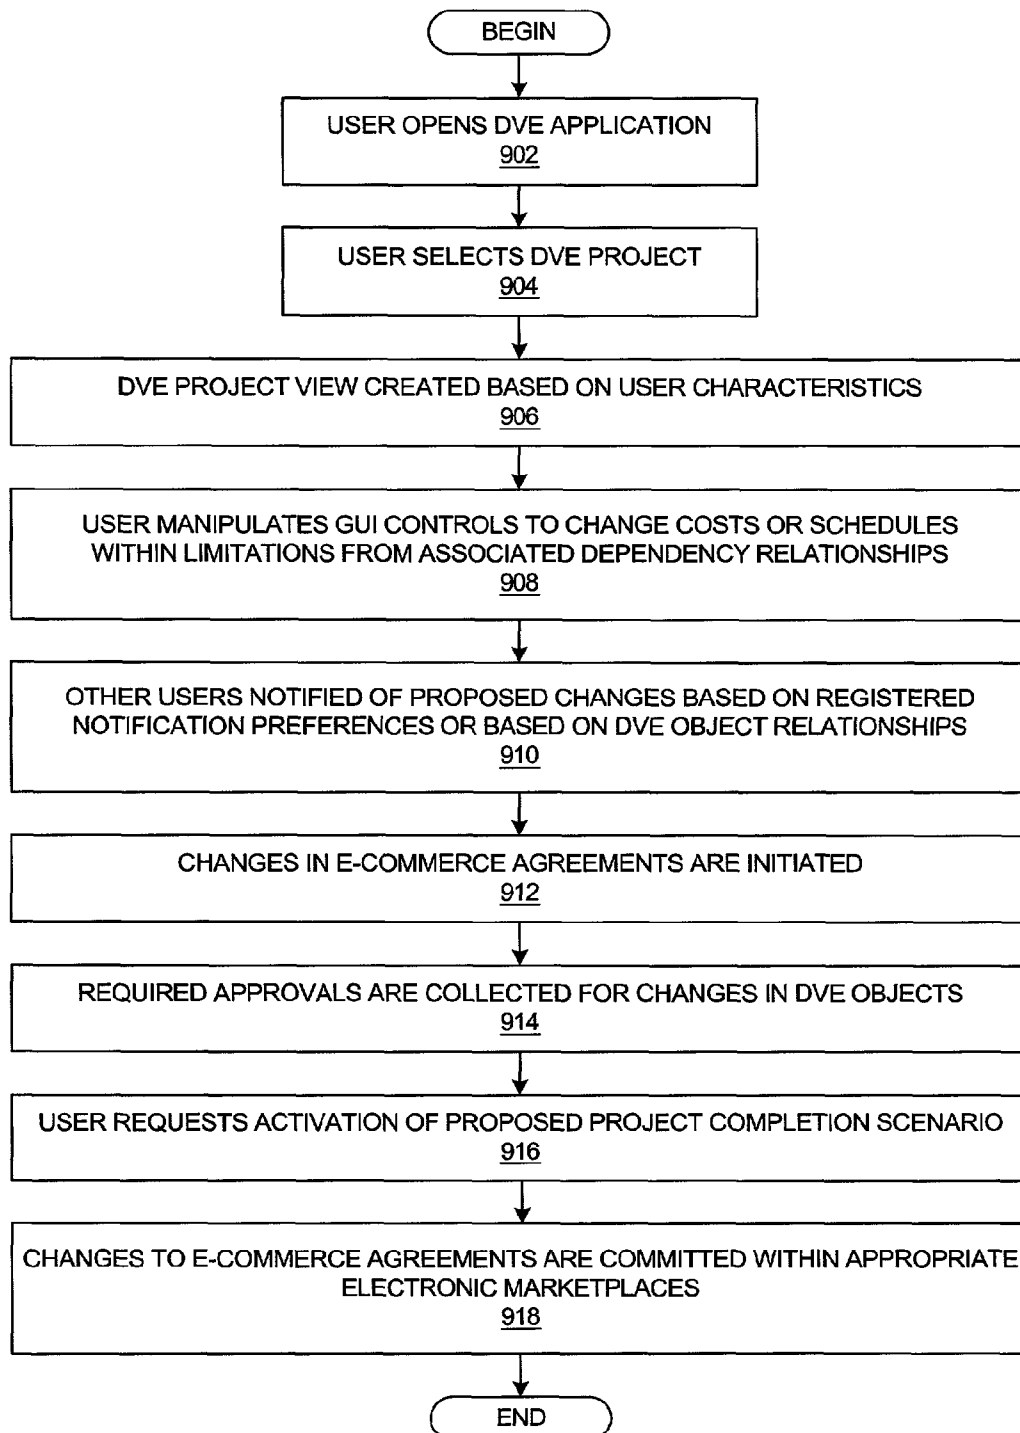 BEGIN
USER OPENS DVE APPLICATION
902
USER SELECTS DVE PROJECT
904
DVE PROJECT VIEW CREATED BASED ON USER CHARACTERISTICS
906
USER MANIPULATES GUI CONTROLS TO CHANGE COSTS OR SCHEDULES
WITHIN LIMITATIONS FROM ASSOCIATED DEPENDENCY RELATIONSHIPS
908
OTHER USERS NOTIFIED OF PROPOSED CHANGES BASED ON REGISTERED
NOTIFICATION PREFERENCES OR BASED ON DVE OBJECT RELATIONSHIPS
910
CHANGES IN E-COMMERCE AGREEMENTS ARE INITIATED
912
REQUIRED APPROVALS ARE COLLECTED FOR CHANGES IN DVE OBJECTS
914
USER REQUESTS ACTIVATION OF PROPOSED PROJECT COMPLETION SCENARIO
916
CHANGES TO E-COMMERCE AGREEMENTS ARE COMMITTED WITHIN APPROPRIATE
ELECTRONIC MARKETPLACES
918
END